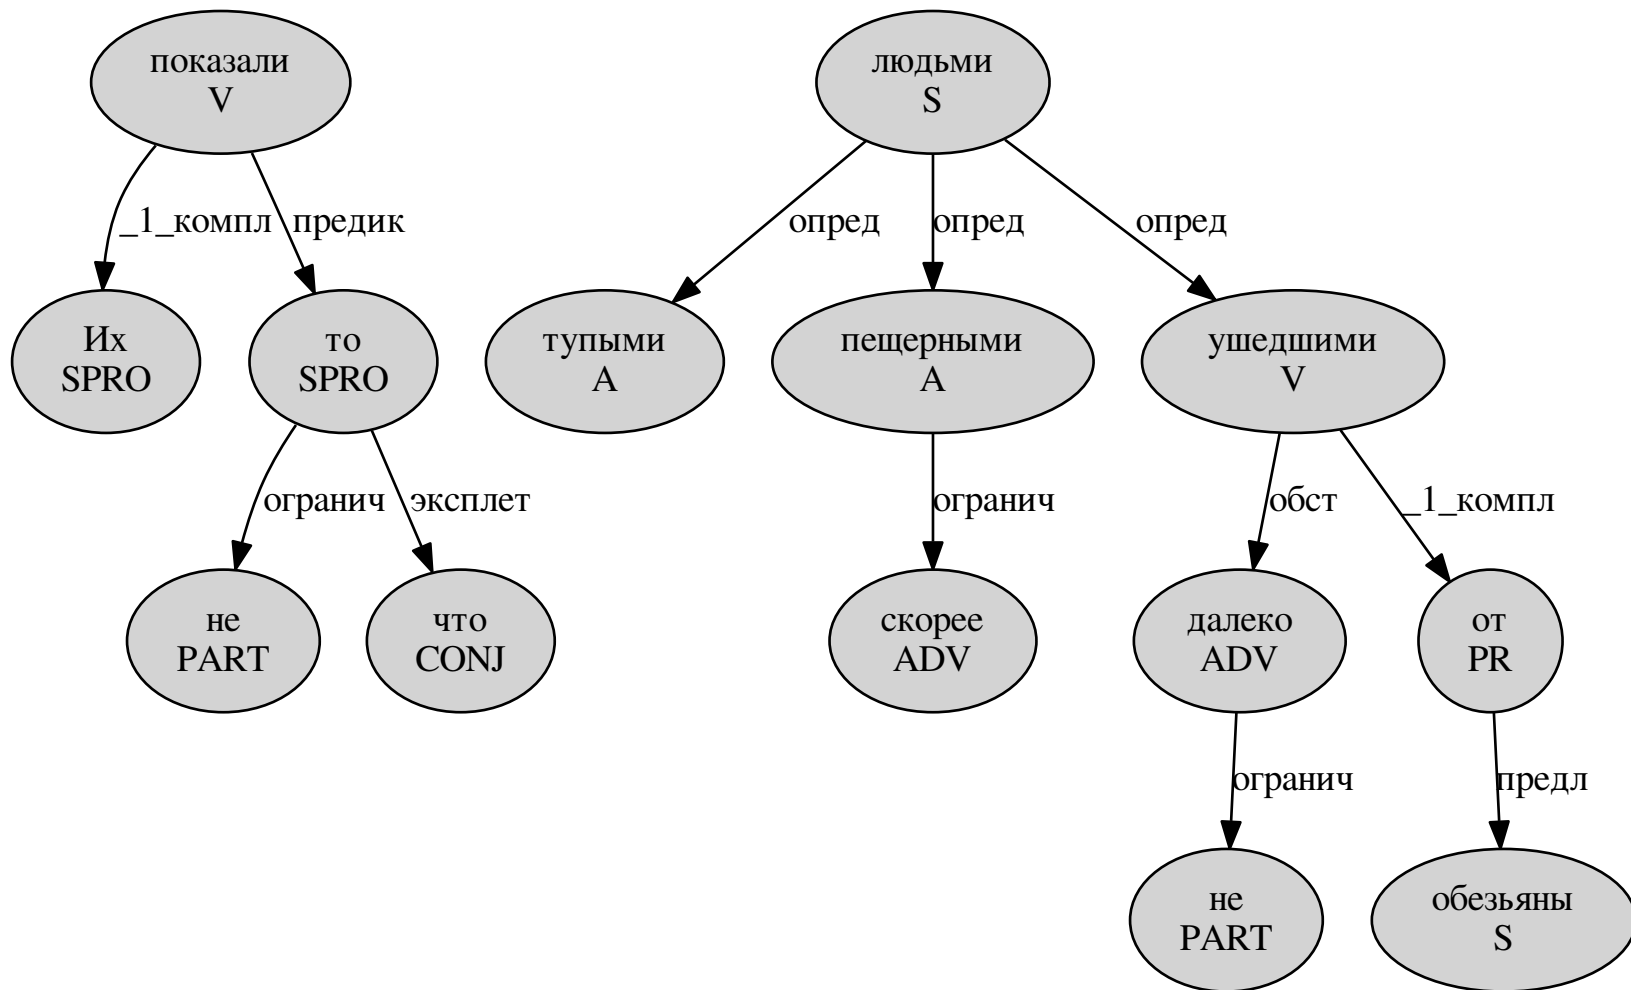 показали
V
людьми
S
_1_компл
предик
опред
опред
опред
Их
SPRO
то
SPRO
тупыми
A
пещерными
A
ушедшими
V
огранич
эксплет
огранич
обст
_1_компл
не
PART
что
CONJ
скорее
ADV
далеко
ADV
от
PR
огранич
предл
не
PART
обезьяны
S